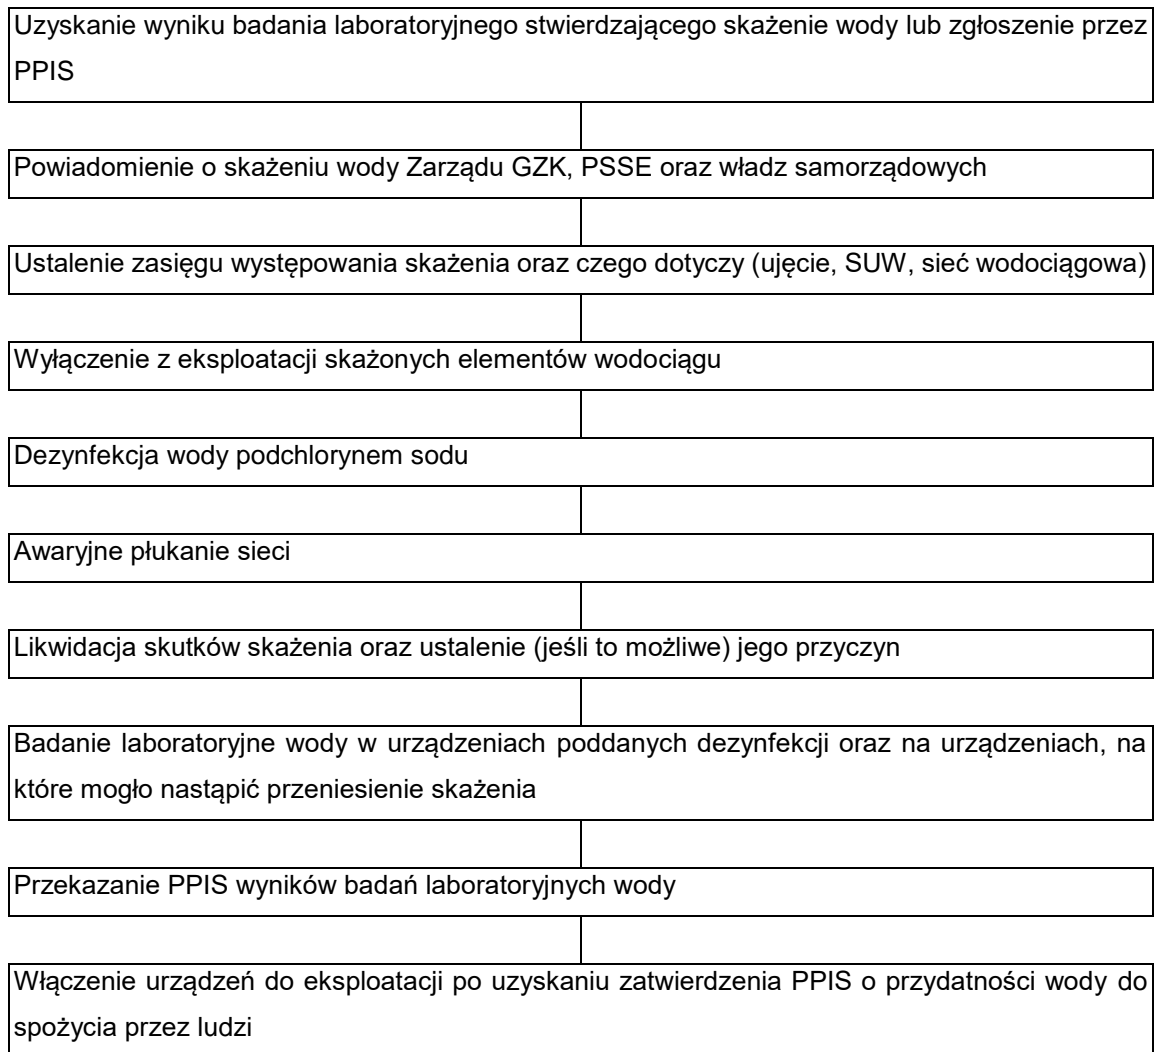 Uzyskanie wyniku badania laboratoryjnego stwierdzającego skażenie wody lub zgłoszenie przez
PPIS
Powiadomienie o skażeniu wody Zarządu GZK, PSSE oraz władz samorządowych
Ustalenie zasięgu występowania skażenia oraz czego dotyczy (ujęcie, SUW, sieć wodociągowa)
Wyłączenie z eksploatacji skażonych elementów wodociągu
Dezynfekcja wody podchlorynem sodu
Awaryjne płukanie sieci
Likwidacja skutków skażenia oraz ustalenie (jeśli to możliwe) jego przyczyn
Badanie laboratoryjne wody w urządzeniach poddanych dezynfekcji oraz na urządzeniach, na
które mogło nastąpić przeniesienie skażenia
Przekazanie PPIS wyników badań laboratoryjnych wody
Włączenie urządzeń do eksploatacji po uzyskaniu zatwierdzenia PPIS o przydatności wody do
spożycia przez ludzi